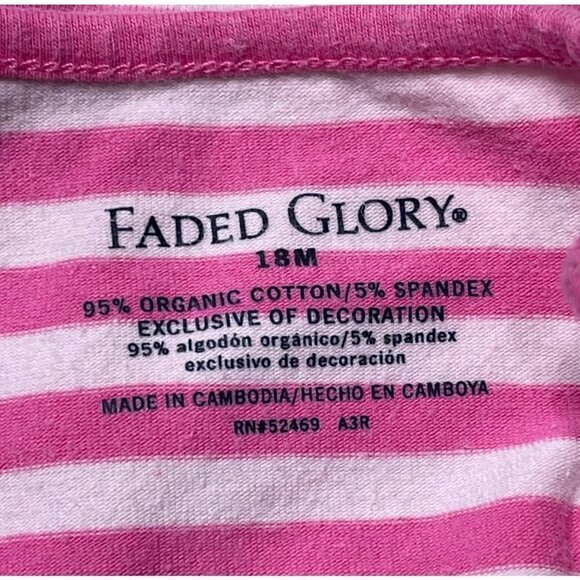 FADED GLORY®
18M
95% ORGANIC COTTON/5% SPANDEX
EXCLUSIVE OF DECORATION
95% algodón orgánico/5% spandex
exclusivo de decoración
MADE IN CAMBODIA/HECHO EN CAMBOYA
RN#52469 A3R